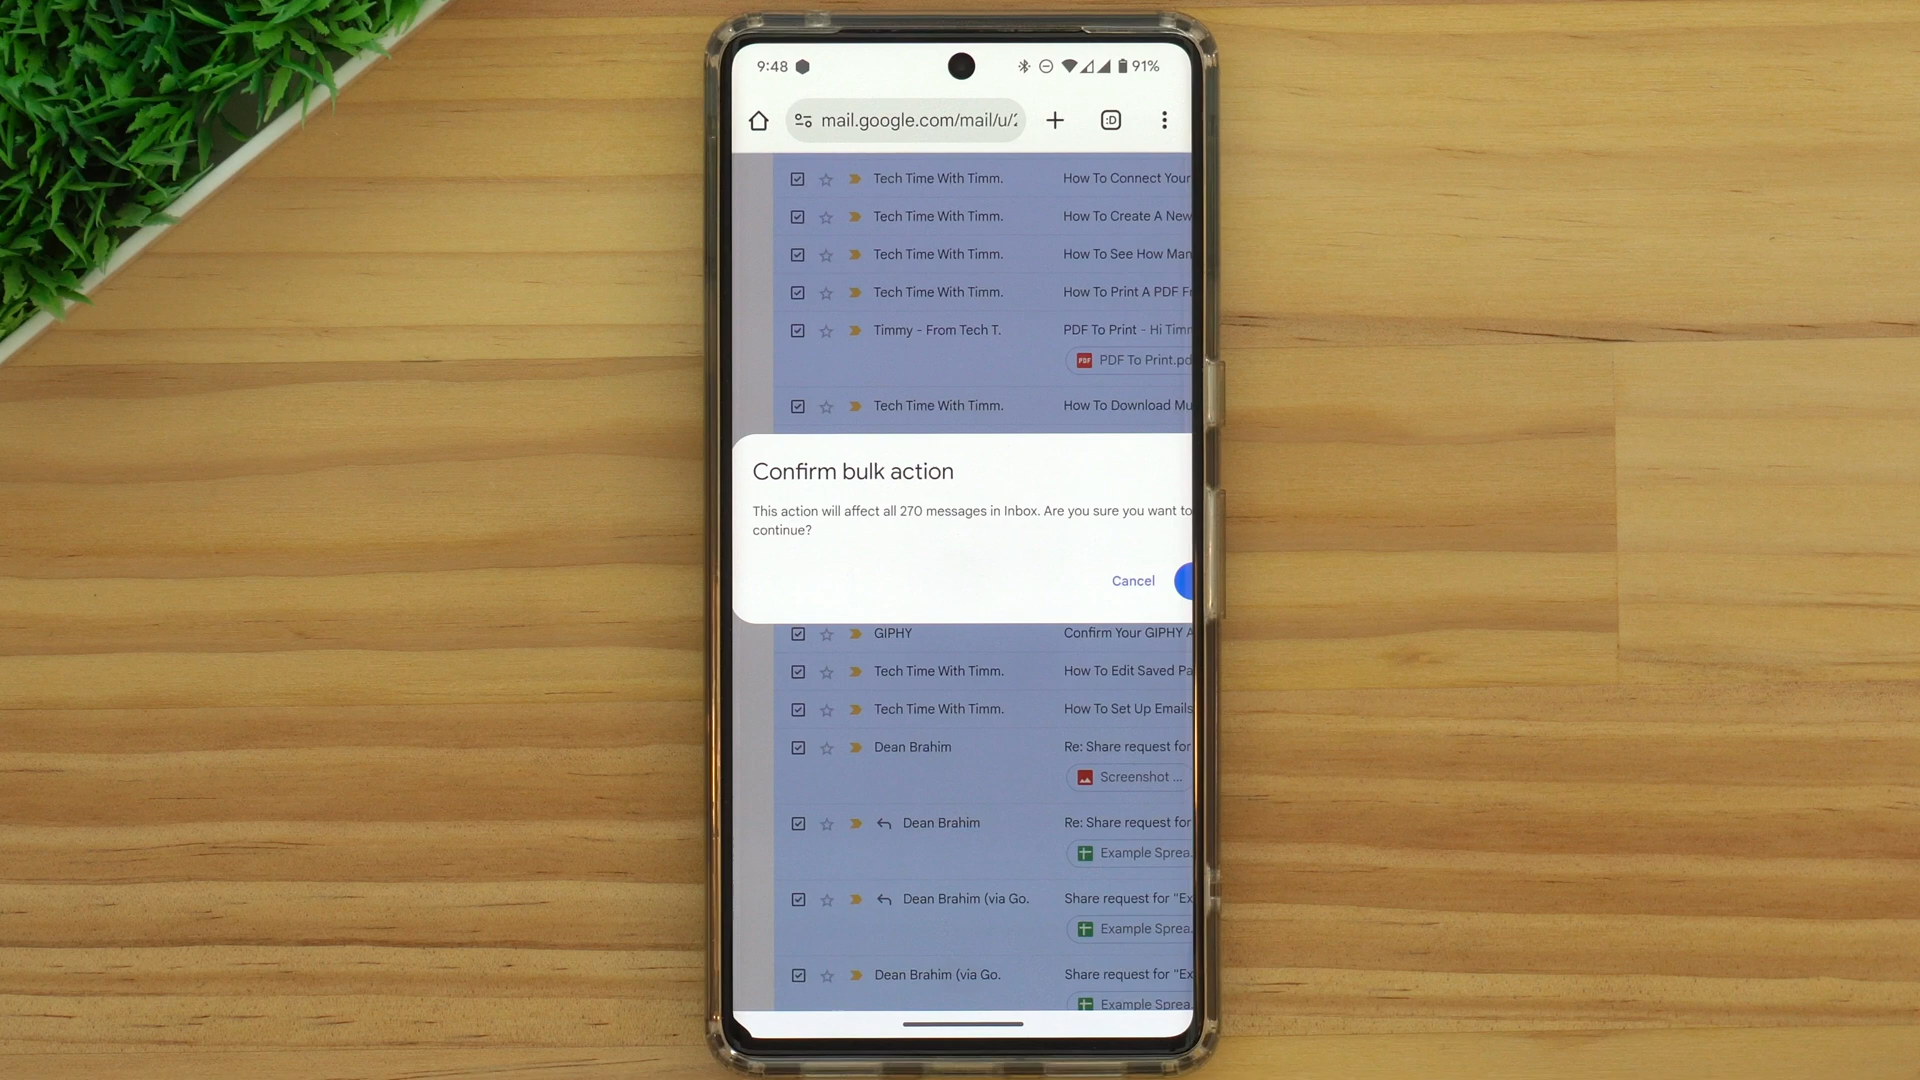 9:48 91%
mail.google.com/mail/u/2 :D
Tech Time With Timm. How To Connect Your
Tech Time With Timm. How To Create A New
Tech Time With Timm. How To See How Man
Tech Time With Timm. How To Print A PDF Fr
Timmy - From Tech T. PDF To Print - Hi Timm
PDF PDF To Print.pd
Tech Time With Timm. How To Download Mu
Confirm bulk action
This action will affect all 270 messages in Inbox. Are you sure you want to
continue?
Cancel
GIPHY Confirm Your GIPHY A
Tech Time With Timm. How To Edit Saved Pa
Tech Time With Timm. How To Set Up Emails
Dean Brahim Re: Share request for
Screenshot ...
Dean Brahim Re: Share request for
Example Sprea.
Dean Brahim (via Go. Share request for "Ex
Example Sprea.
Dean Brahim (via Go. Share request for "Ex
Example Sprea.